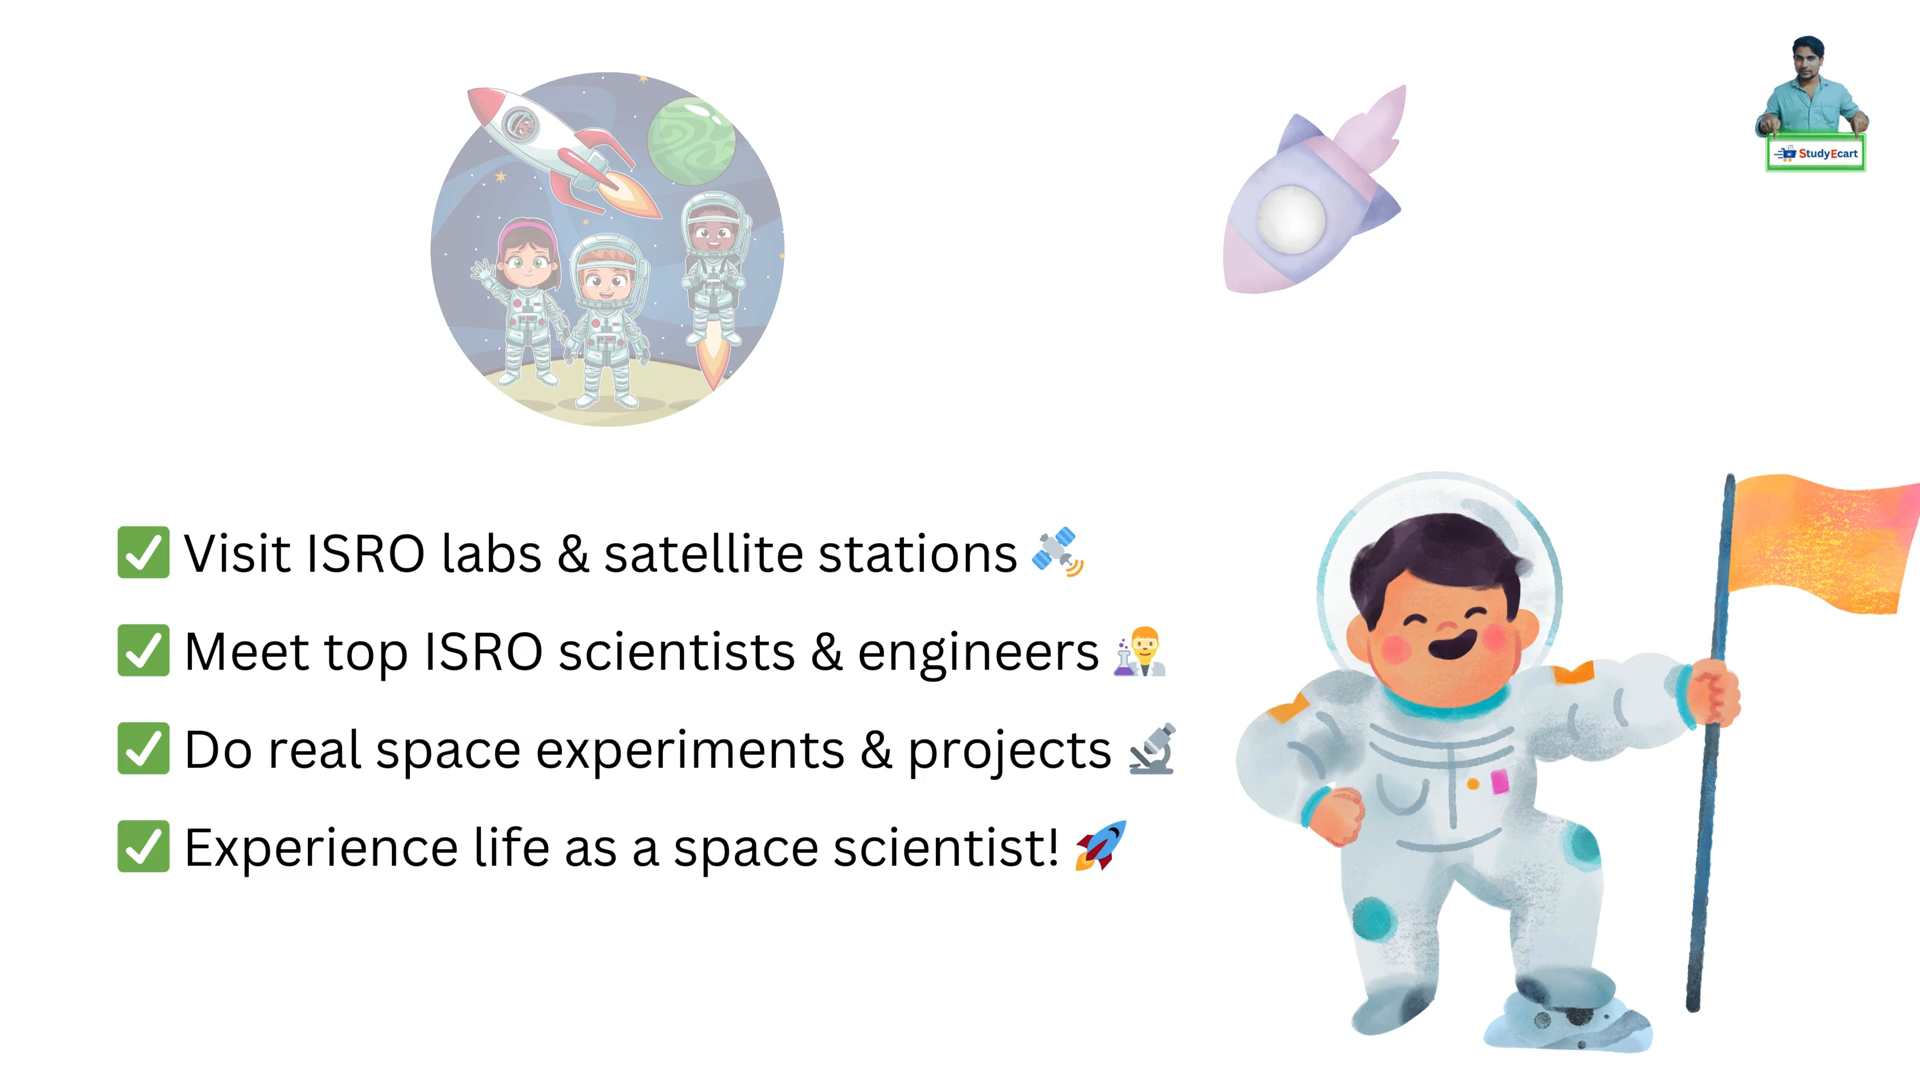 StudyEcart
✅ Visit ISRO labs & satellite stations 🛰️
✅ Meet top ISRO scientists & engineers 👨‍🔬
✅ Do real space experiments & projects 🔬
✅ Experience life as a space scientist! 🚀